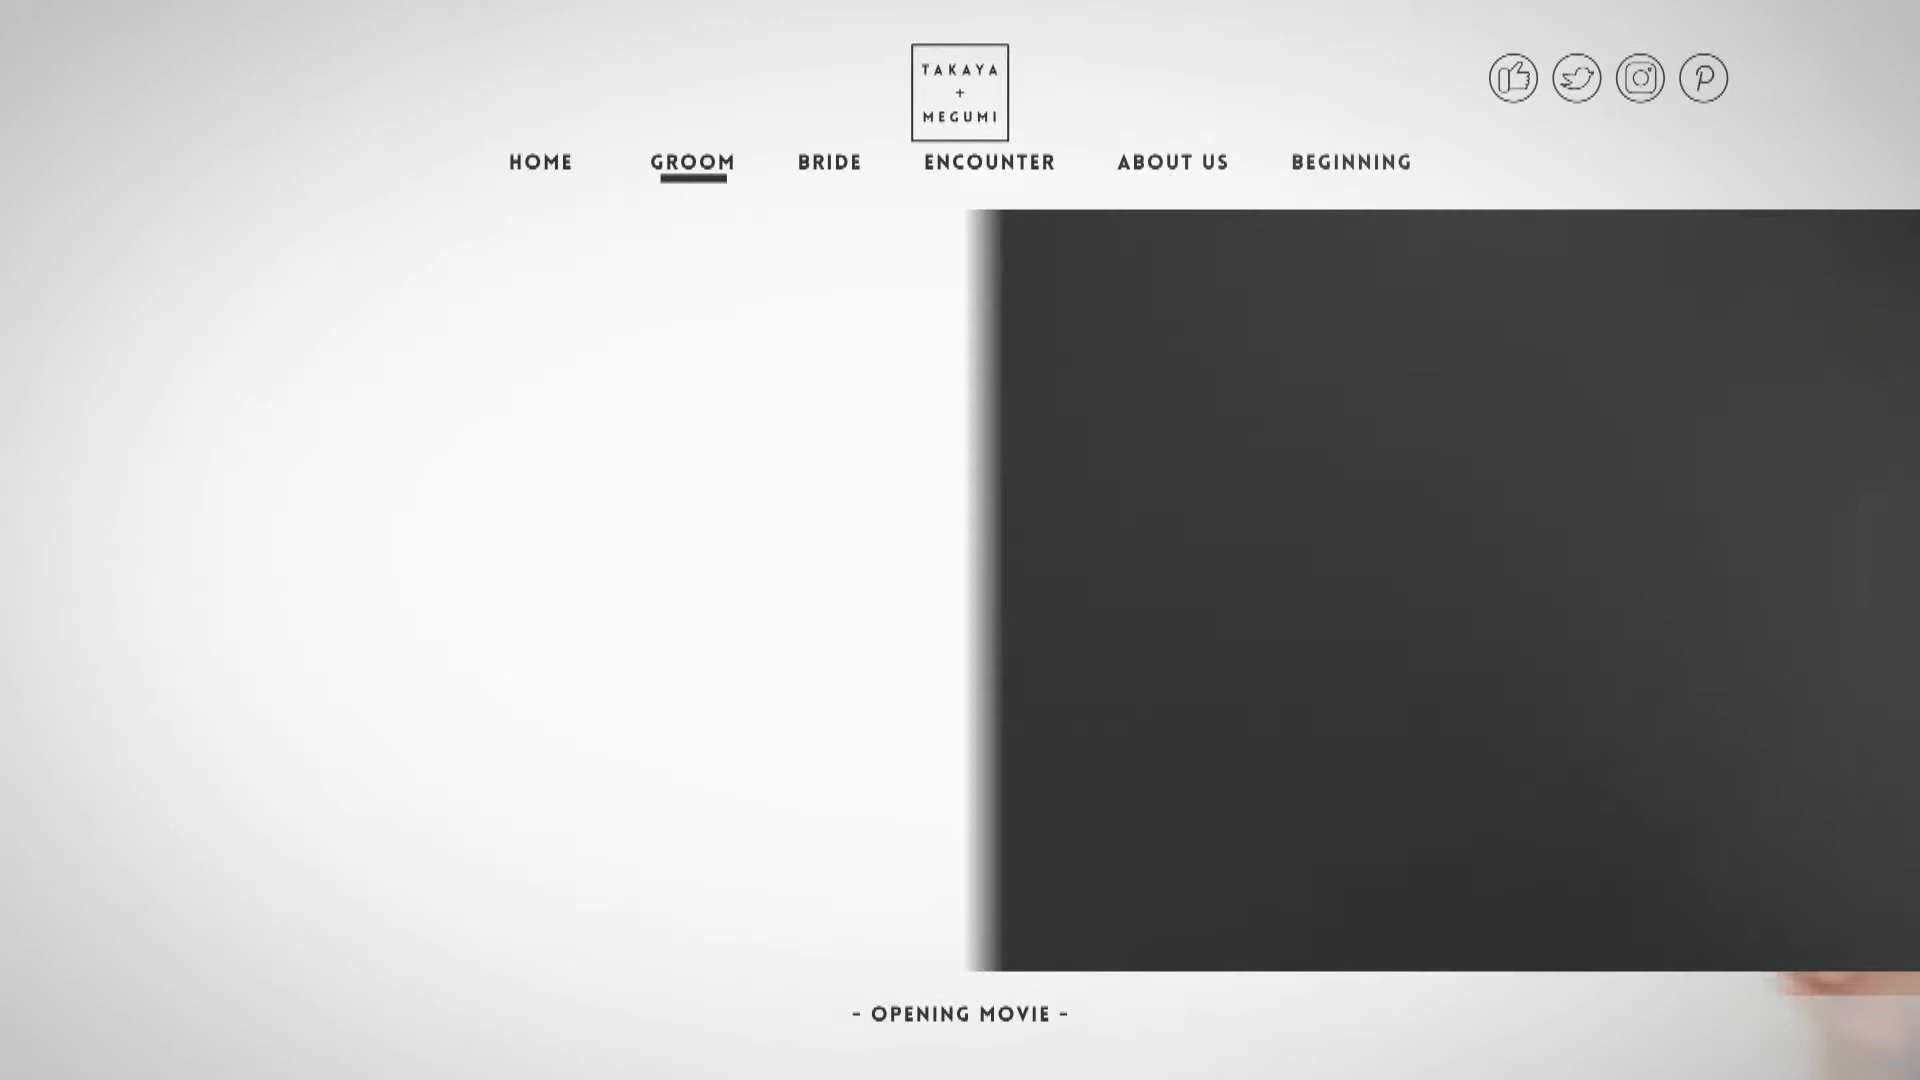 TAKAYA
+
MEGUMI
HOME GROOM BRIDE ENCOUNTER ABOUT US BEGINNING
- OPENING MOVIE -